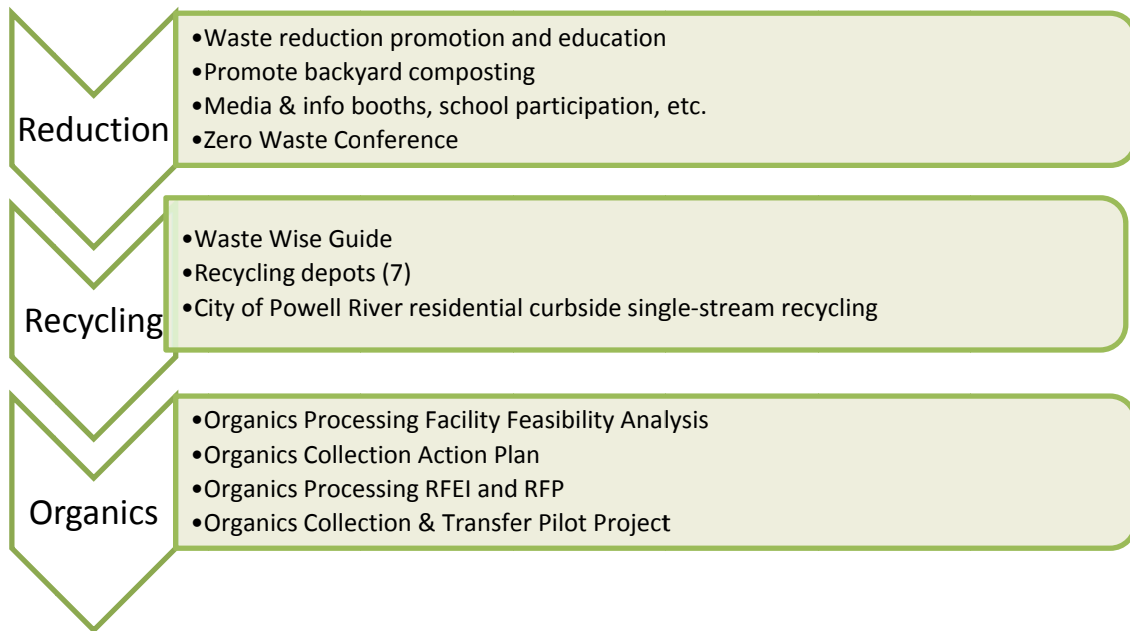 Reduction
•Waste reduction promotion and education
•Promote backyard composting
•Media & info booths, school participation, etc.
•Zero Waste Conference
Recycling
•Waste Wise Guide
•Recycling depots (7)
•City of Powell River residential curbside single-stream recycling
Organics
•Organics Processing Facility Feasibility Analysis
•Organics Collection Action Plan
•Organics Processing RFEI and RFP
•Organics Collection & Transfer Pilot Project